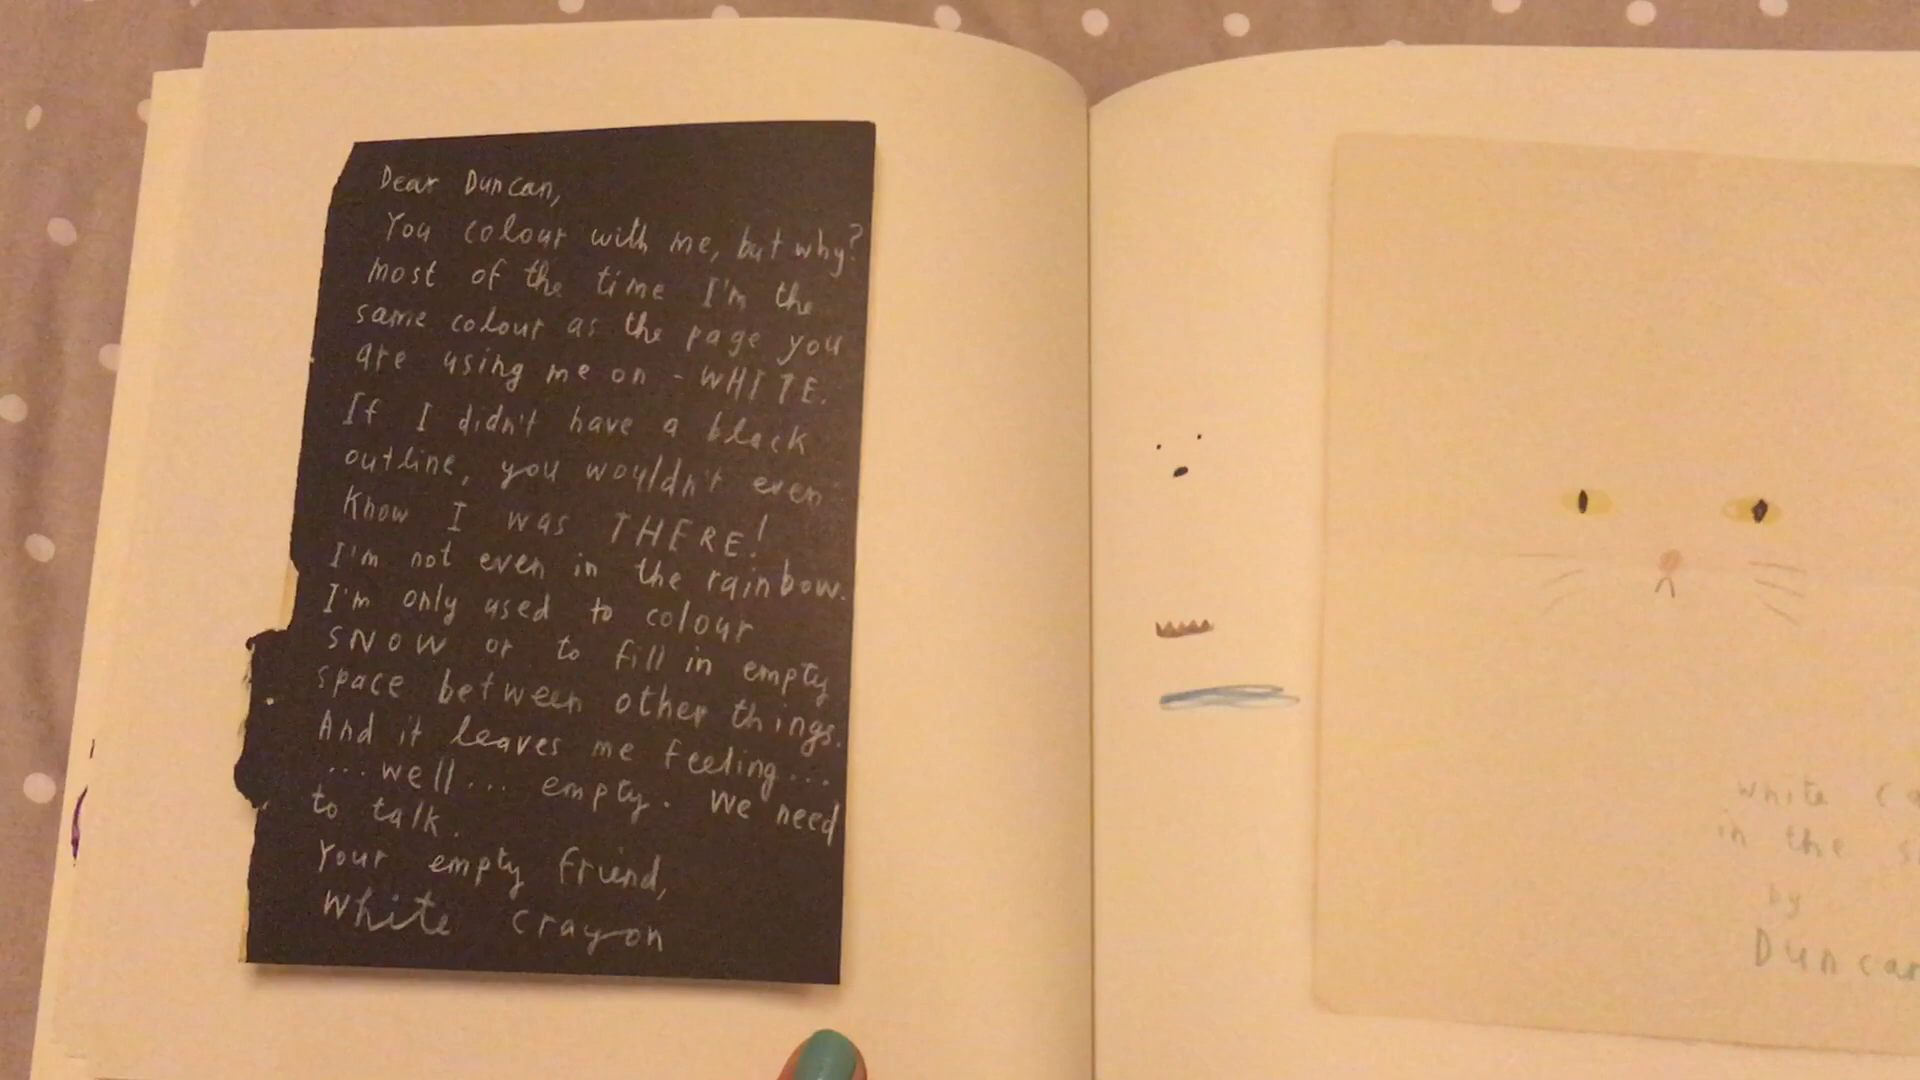 Dear Duncan,
You colour with me, but why?
most of the time I'm the
same colour as the page you
are using me on - WHITE.
If I didn't have a black
outline, you wouldn't even
know I was THERE!
I'm not even in the rainbow.
I'm only used to colour
SNOW or to fill in empty
space between other things.
And it leaves me feeling...
... well... empty. We need
to talk.
Your empty friend,
White Crayon
white
in the
by
Duncan